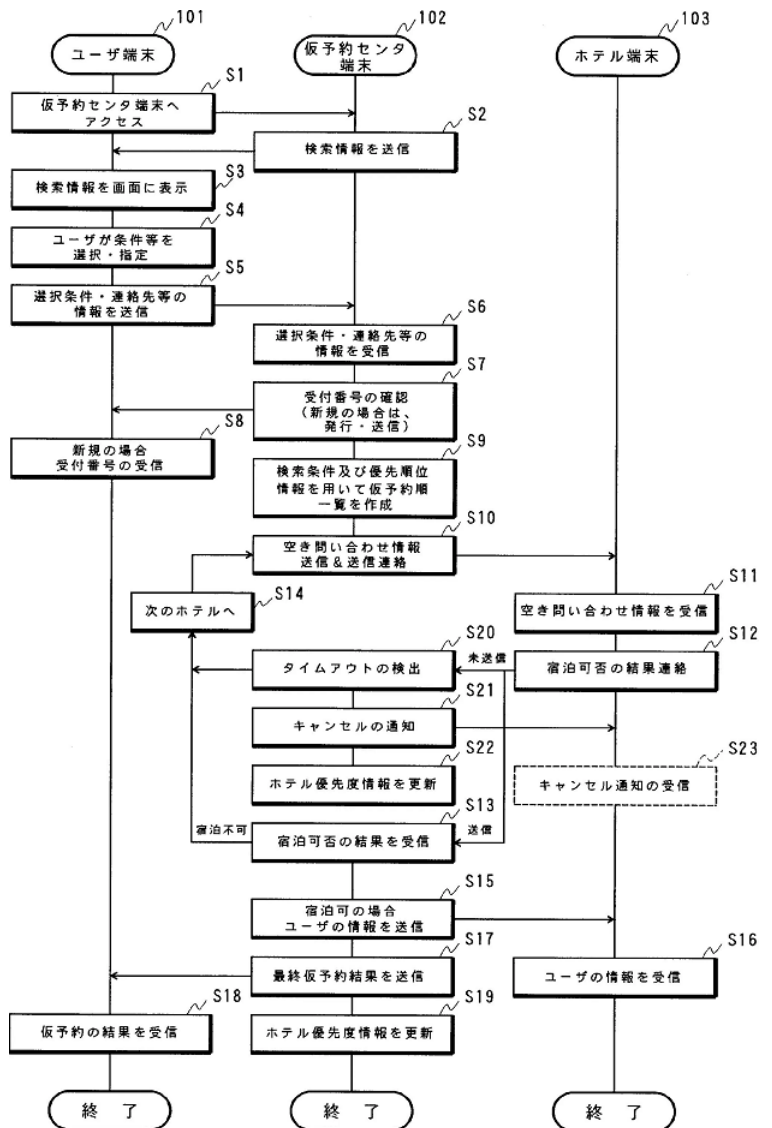 101
102
103
ユーザ端末
仮予約センタ
端末
ホテル端末
S1
仮予約センタ端末へ
アクセス
S2
検索情報を送信
S3
検索情報を画面に表示
S4
ユーザが条件等を
選択・指定
S5
選択条件・連絡先等の
情報を送信
S6
選択条件・連絡先等の
情報を受信
S7
受付番号の確認
(新規の場合は、
発行・送信)
S8
新規の場合
受付番号の受信
S9
検索条件及び優先順位
情報を用いて仮予約順
一覧を作成
S10
空き問い合わせ情報
送信&送信連絡
S11
空き問い合わせ情報を受信
S14
次のホテルへ
S12
宿泊可否の結果連絡
S20
未送信
タイムアウトの検出
S21
キャンセルの通知
S22
ホテル優先度情報を更新
S23
キャンセル通知の受信
S13
宿泊不可
宿泊可否の結果を受信
送信
S15
宿泊可の場合
ユーザの情報を送信
S16
ユーザの情報を受信
S17
最終仮予約結果を送信
S18
仮予約の結果を受信
S19
ホテル優先度情報を更新
終 了
終 了
終 了